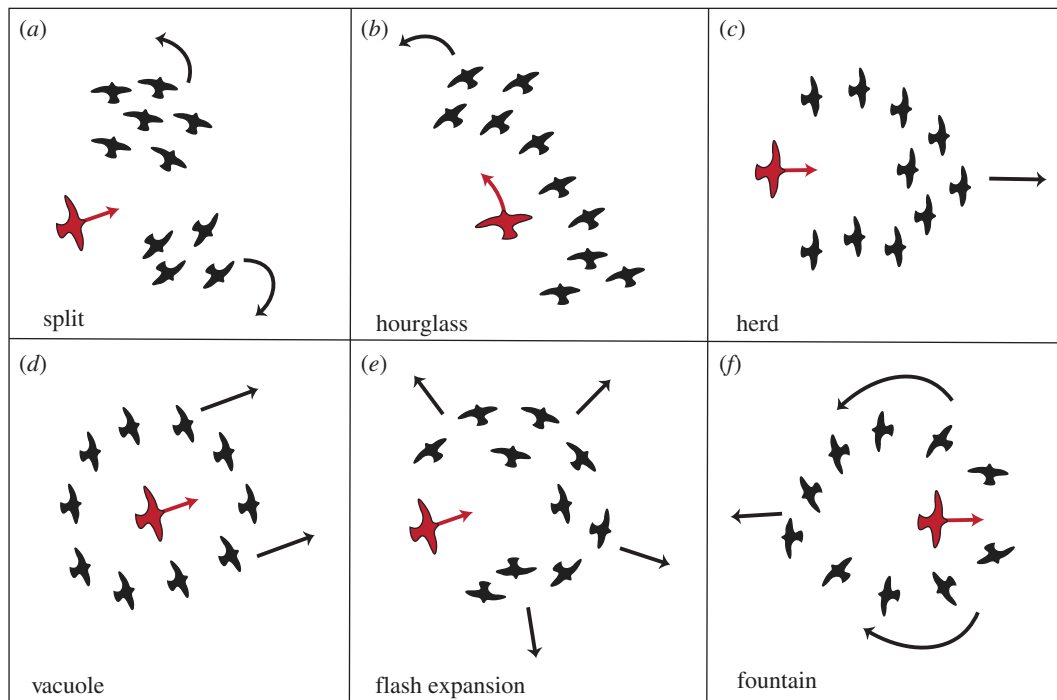 (a)
split
(b)
hourglass
(c)
herd
(d)
vacuole
(e)
flash expansion
(f)
fountain